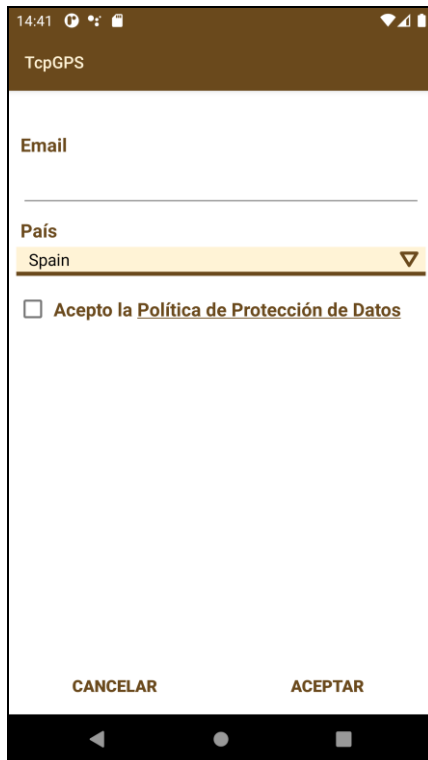 14:41
TcpGPS
Email
País
Spain
Acepto la Política de Protección de Datos
CANCELAR ACEPTAR